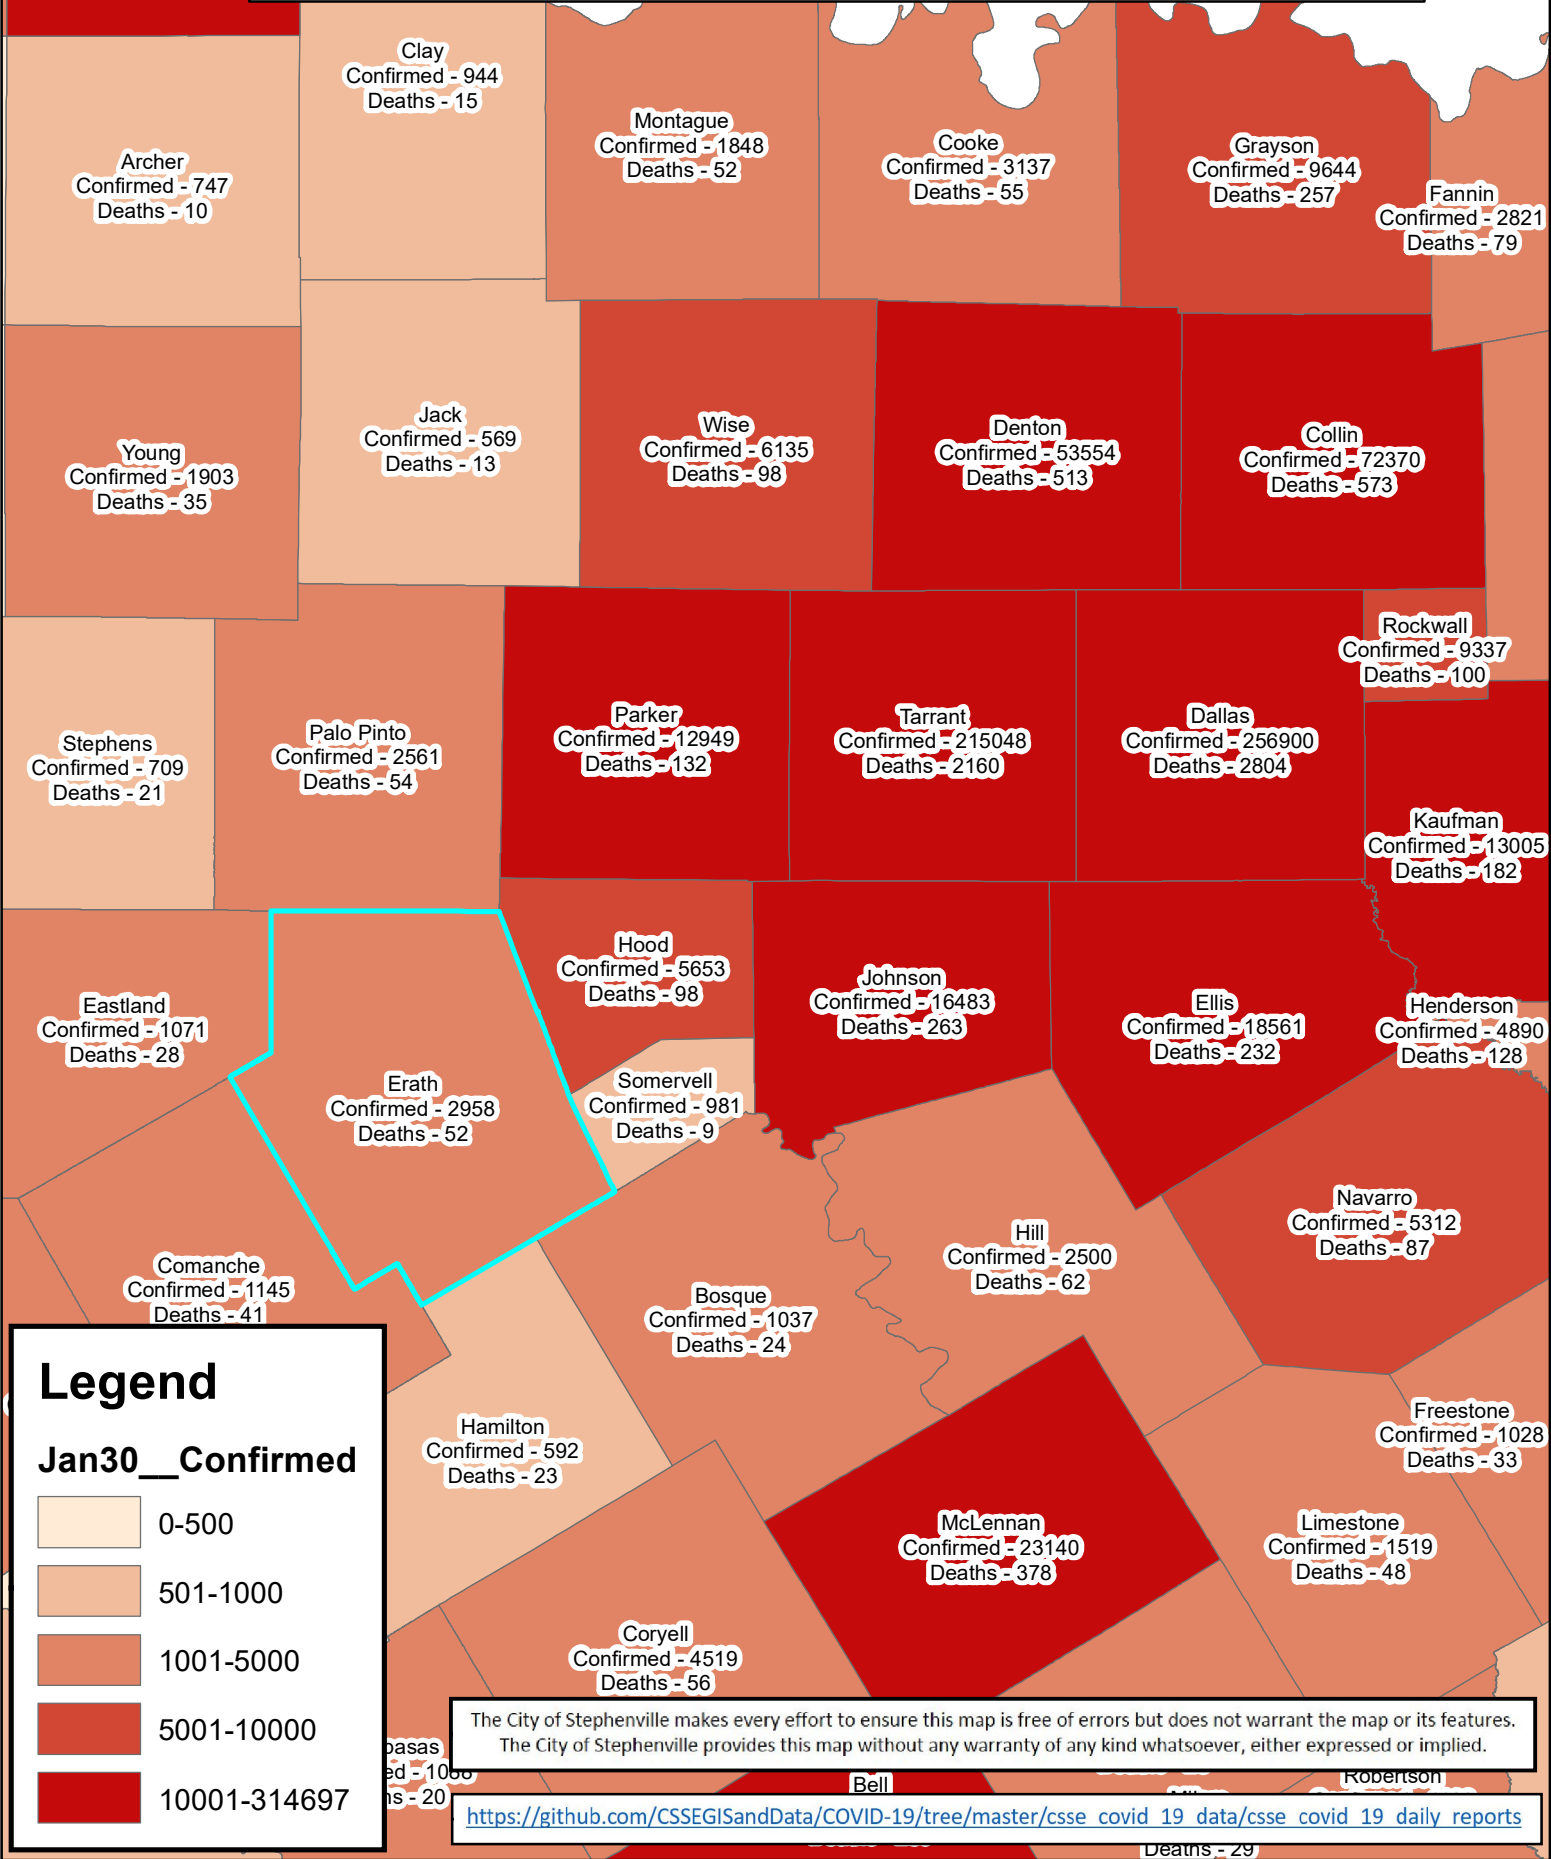 Clay
Confirmed - 944
Deaths - 15
Montague
Confirmed - 1848
Deaths - 52
Cooke
Confirmed - 3137
Deaths - 55
Grayson
Confirmed - 9644
Deaths - 257
Archer
Confirmed - 747
Deaths - 10
Fannin
Confirmed - 2821
Deaths - 79
Young
Confirmed - 1903
Deaths - 35
Jack
Confirmed - 569
Deaths - 13
Wise
Confirmed - 6135
Deaths - 98
Denton
Confirmed - 53554
Deaths - 513
Collin
Confirmed - 72370
Deaths - 573
Rockwall
Confirmed - 9337
Deaths - 100
Stephens
Confirmed - 709
Deaths - 21
Palo Pinto
Confirmed - 2561
Deaths - 54
Parker
Confirmed - 12949
Deaths - 132
Tarrant
Confirmed - 215048
Deaths - 2160
Dallas
Confirmed - 256900
Deaths - 2804
Kaufman
Confirmed - 13005
Deaths - 182
Eastland
Confirmed - 1071
Deaths - 28
Erath
Confirmed - 2958
Deaths - 52
Hood
Confirmed - 5653
Deaths - 98
Somervell
Confirmed - 981
Deaths - 9
Johnson
Confirmed - 16483
Deaths - 263
Ellis
Confirmed - 18561
Deaths - 232
Henderson
Confirmed - 4890
Deaths - 128
Comanche
Confirmed - 1145
Deaths - 41
Bosque
Confirmed - 1037
Deaths - 24
Hill
Confirmed - 2500
Deaths - 62
Navarro
Confirmed - 5312
Deaths - 87
Hamilton
Confirmed - 592
Deaths - 23
Freestone
Confirmed - 1028
Deaths - 33
McLennan
Confirmed - 23140
Deaths - 378
Limestone
Confirmed - 1519
Deaths - 48
Coryell
Confirmed - 4519
Deaths - 56
Legend
Jan30__Confirmed
0-500
501-1000
1001-5000
5001-10000
10001-314697
The City of Stephenville makes every effort to ensure this map is free of errors but does not warrant the map or its features.
The City of Stephenville provides this map without any warranty of any kind whatsoever, either expressed or implied.
- 20
Bell
Robertson
https://github.com/CSSEGISandData/COVID-19/tree/master/csse_covid_19_data/csse_covid_19_daily_reports
Deaths - 29